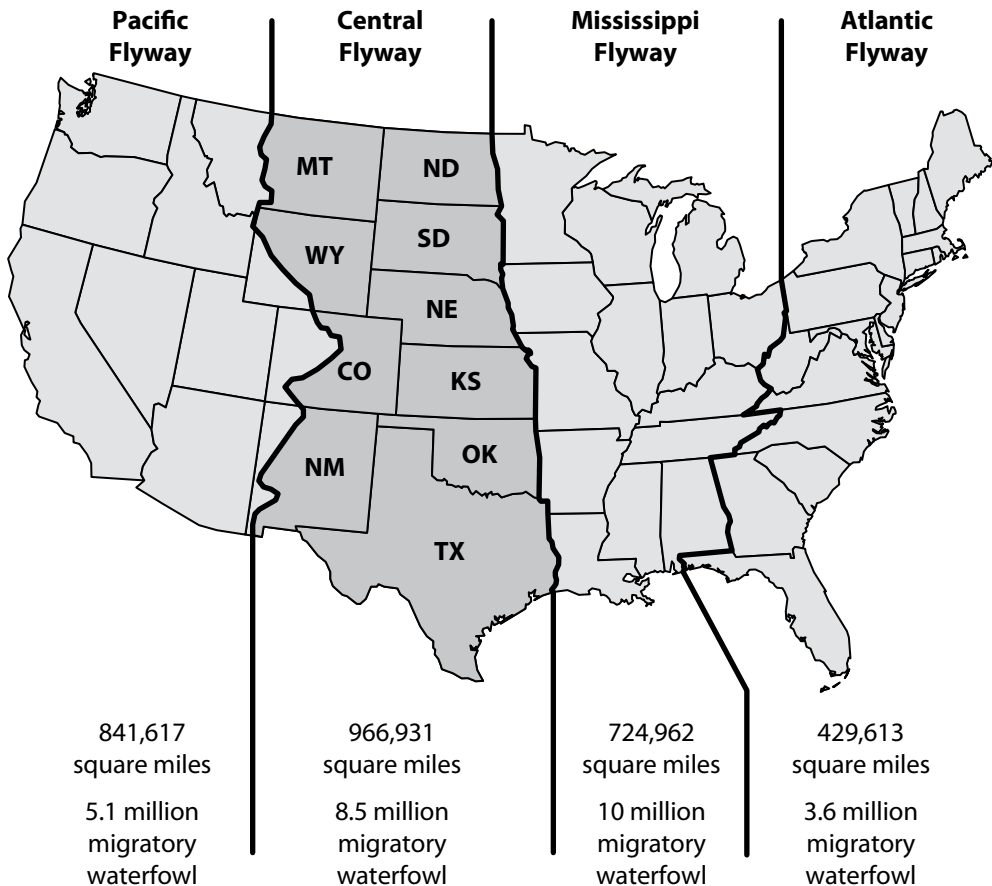 Pacific
Flyway
Central
Flyway
Mississippi
Flyway
Atlantic
Flyway
MT
ND
WY
SD
NE
CO
KS
NM
OK
TX
841,617
square miles
5.1 million
migratory
waterfowl
966,931
square miles
8.5 million
migratory
waterfowl
724,962
square miles
10 million
migratory
waterfowl
429,613
square miles
3.6 million
migratory
waterfowl